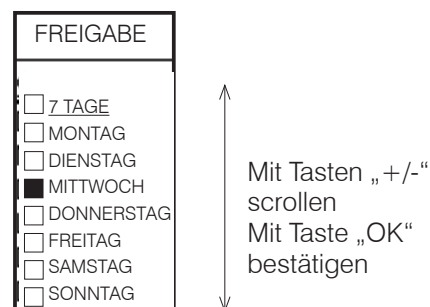 FREIGABE
7 TAGE
MONTAG
DIENSTAG
MITTWOCH
DONNERSTAG
FREITAG
SAMSTAG
SONNTAG
Mit Tasten „+/-“
scrollen
Mit Taste „OK“
bestätigen